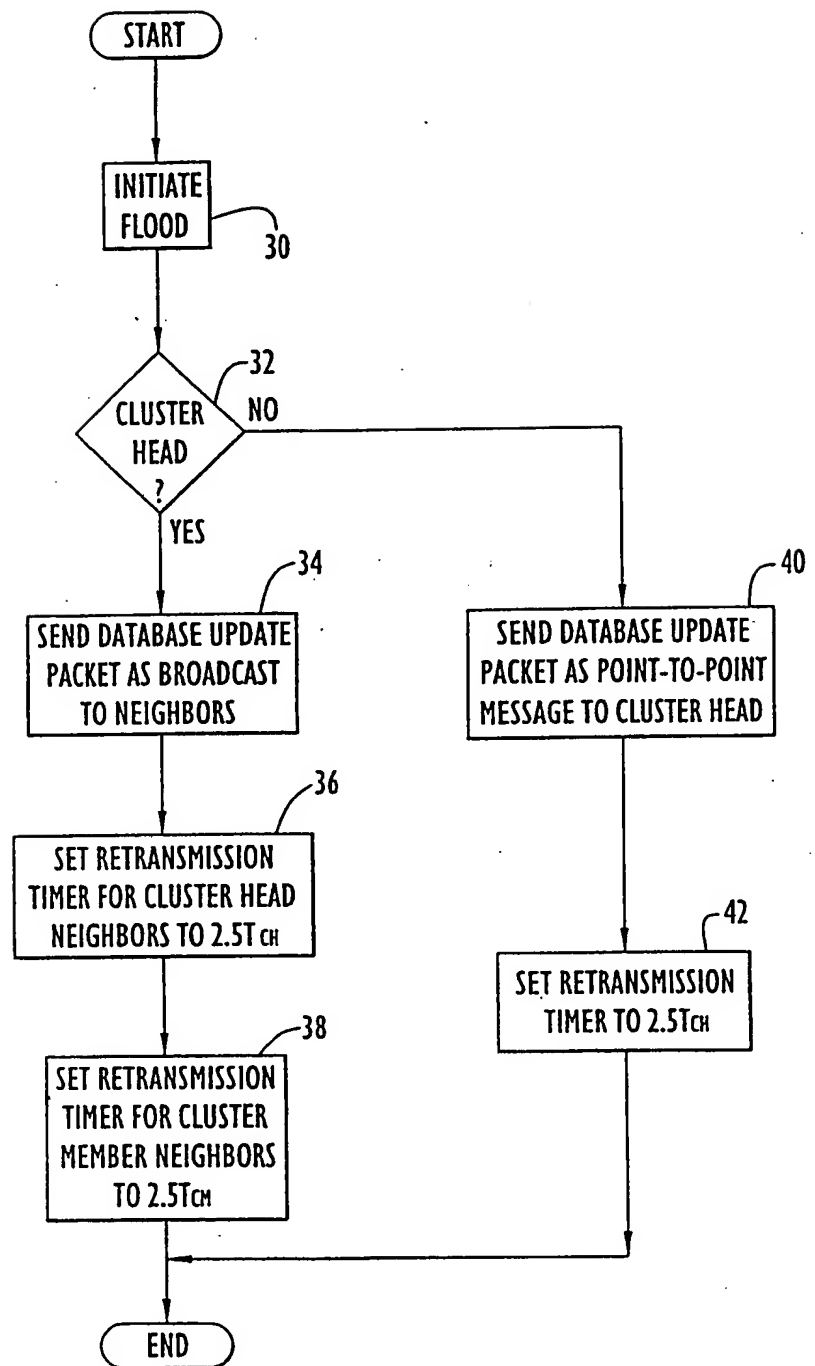 START
INITIATE
FLOOD
30
32
CLUSTER
HEAD
?
NO
YES
34
SEND DATABASE UPDATE
PACKET AS BROADCAST
TO NEIGHBORS
40
SEND DATABASE UPDATE
PACKET AS POINT-TO-POINT
MESSAGE TO CLUSTER HEAD
36
SET RETRANSMISSION
TIMER FOR CLUSTER HEAD
NEIGHBORS TO 2.5TCH
42
SET RETRANSMISSION
TIMER TO 2.5TCH
38
SET RETRANSMISSION
TIMER FOR CLUSTER
MEMBER NEIGHBORS
TO 2.5TCM
END